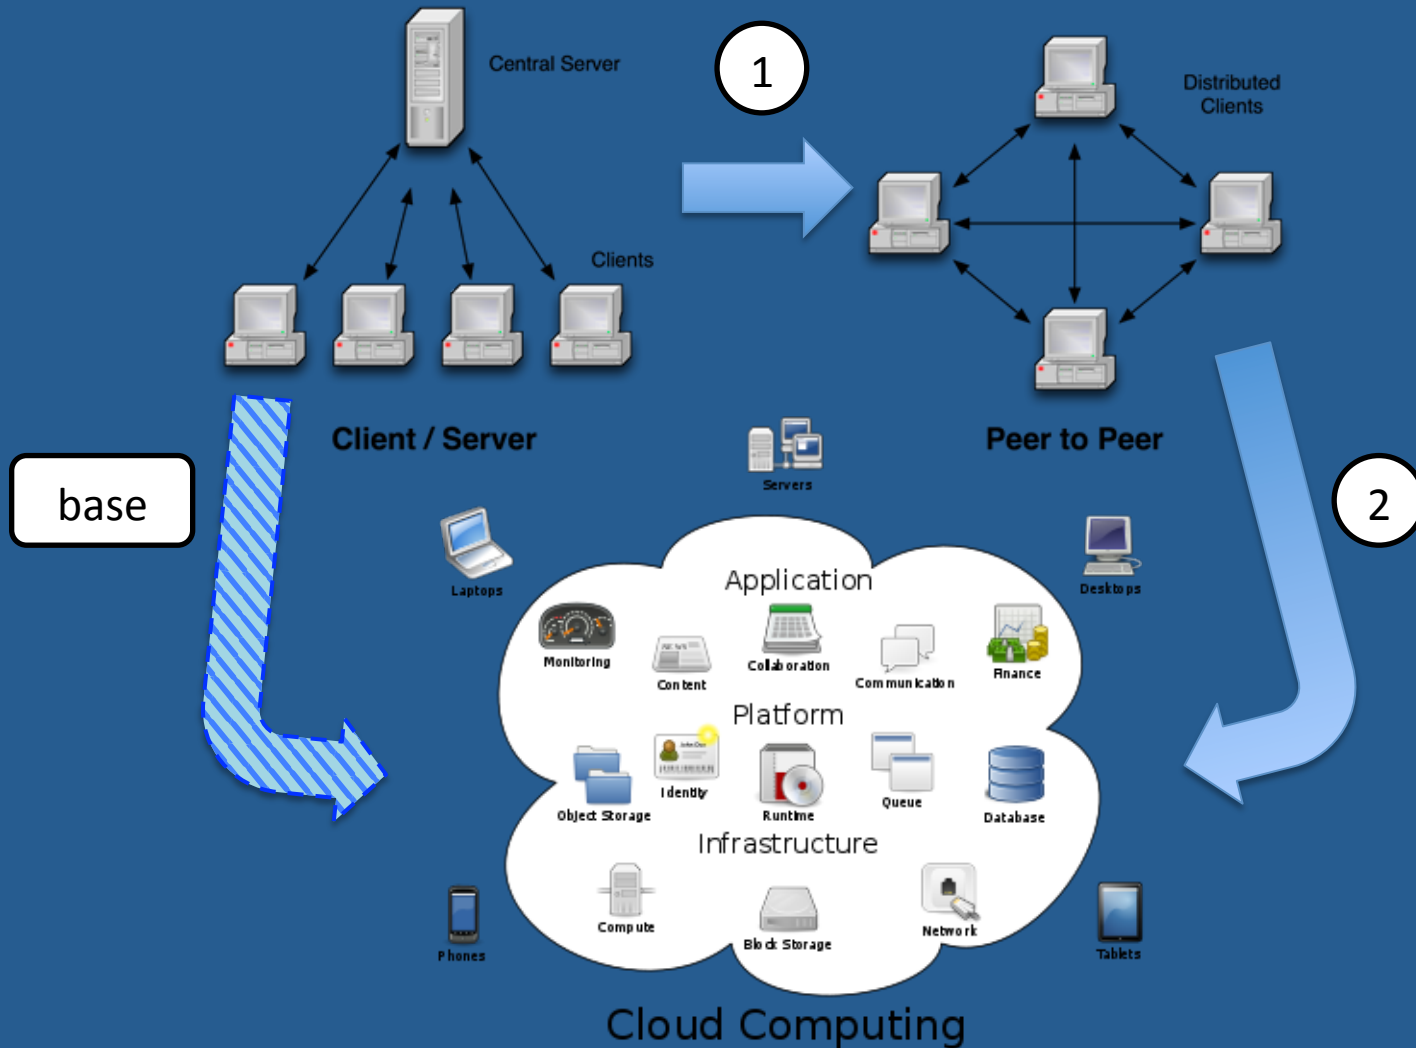 Central Server
1
Distributed
Clients
Clients
Client / Server
Peer to Peer
base
2
Servers
Laptops
Desktops
Application
Monitoring
Content
Collaboration
Communication
Finance
Platform
Object Storage
Identity
Runtime
Queue
Database
Infrastructure
Compute
Block Storage
Network
Phones
Tablets
Cloud Computing